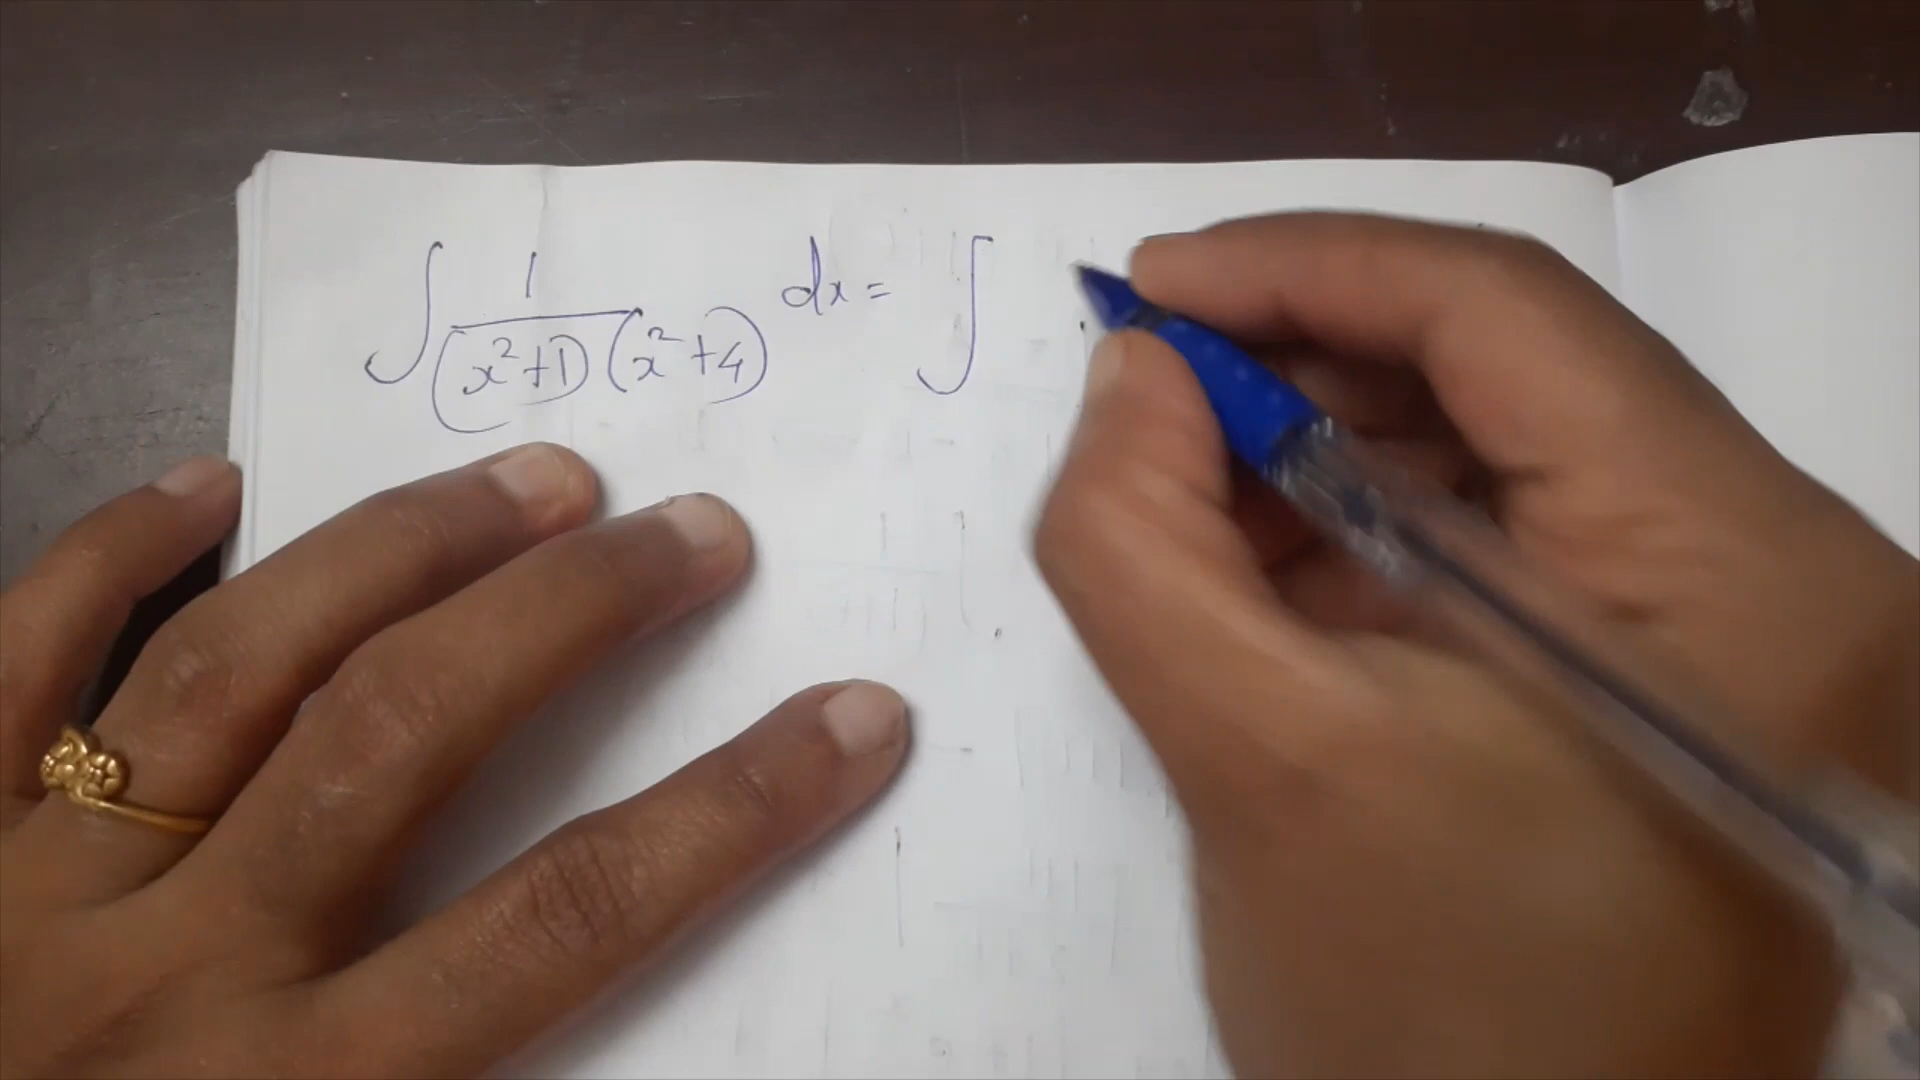 ∫ 1/((x²+1)(x²+4)) dx = ∫